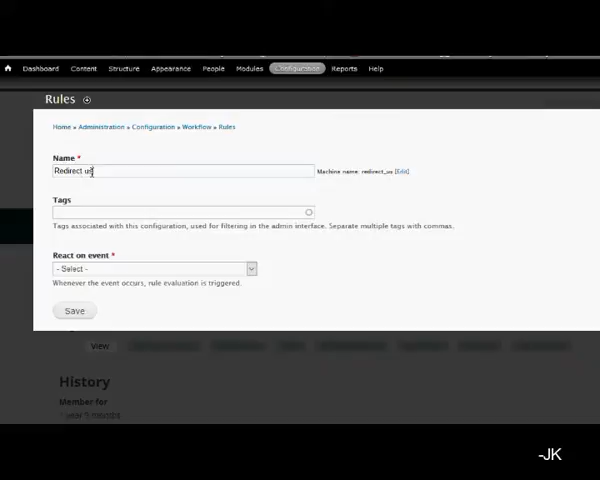 Dashboard Content Structure Appearance People Modules Configuration Reports Help
Rules
Home » Administration » Configuration » Workflow » Rules
Name *
Redirect us Machine name: redirect_us [Edit]
Tags
Tags associated with this configuration, used for filtering in the admin interface. Separate multiple tags with commas.
React on event *
- Select -
Whenever the event occurs, rule evaluation is triggered.
Save
View
History
Member for
-JK